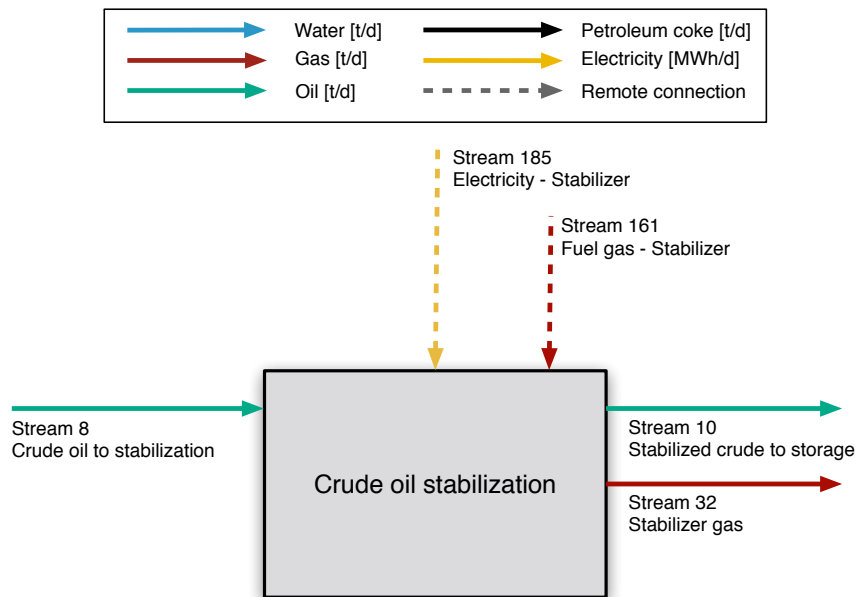 Water [t/d]
Gas [t/d]
Oil [t/d]
Petroleum coke [t/d]
Electricity [MWh/d]
Remote connection
Stream 185
Electricity - Stabilizer
Stream 161
Fuel gas - Stabilizer
Stream 8
Crude oil to stabilization
Crude oil stabilization
Stream 10
Stabilized crude to storage
Stream 32
Stabilizer gas